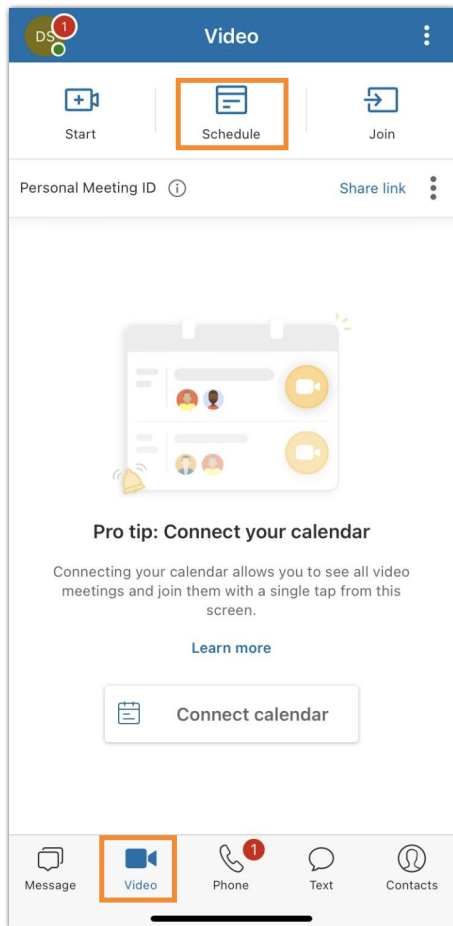 DS 1
Video
Start
Schedule
Join
Personal Meeting ID
Share link
Pro tip: Connect your calendar
Connecting your calendar allows you to see all video
meetings and join them with a single tap from this
screen.
Learn more
Connect calendar
1
Message
Video
Phone
Text
Contacts